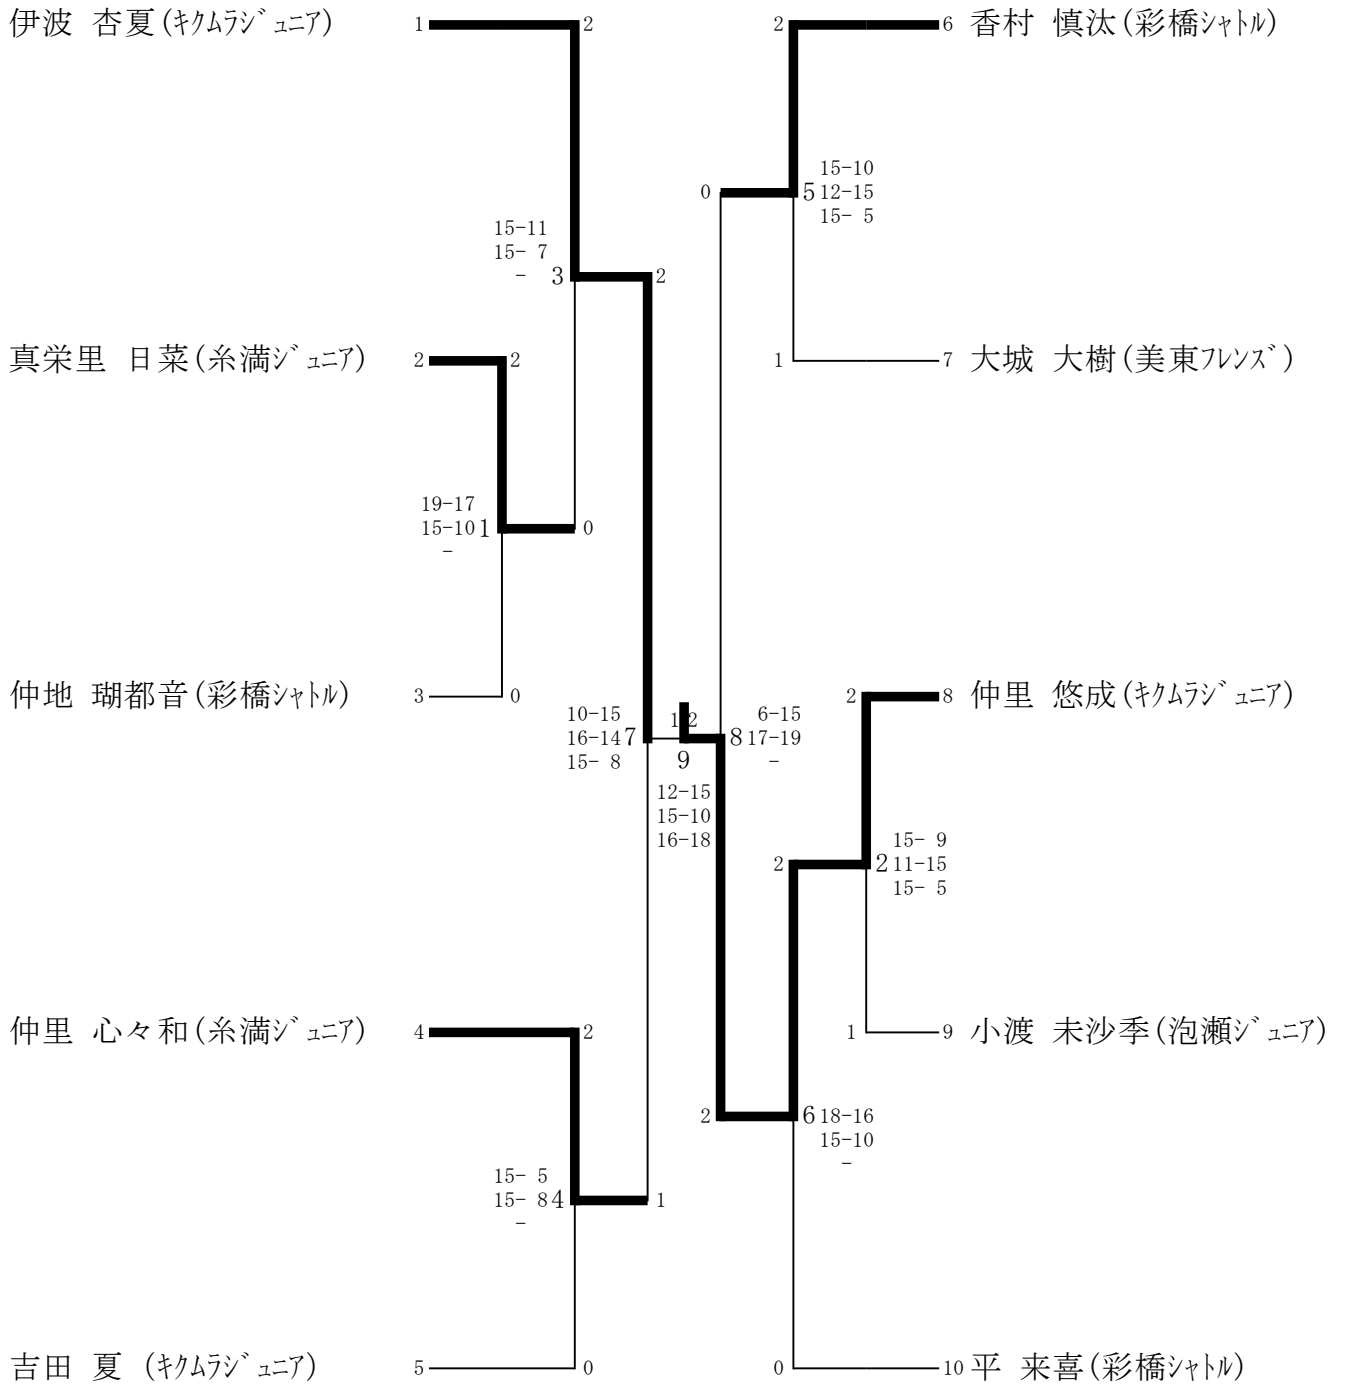 伊波 杏夏(キクムラジュニア) 1 2
2 6 香村 慎汰(彩橋シャトル)
15-10
0 5 12-15
15- 5
15-11
15- 7
- 3 2
真栄里 日菜(糸満ジュニア) 2 2
1 7 大城 大樹(美東フレンズ)
19-17
15-10 1 0
-
仲地 瑚都音(彩橋シャトル) 3 0
2 8 仲里 悠成(キクムラジュニア)
10-15
16-14 7
15- 8
1 2
9
12-15
15-10
16-18
6-15
8 17-19
-
15- 9
2 2 11-15
15- 5
仲里 心々和(糸満ジュニア) 4 2
1 9 小渡 未沙季(泡瀬ジュニア)
2 6 18-16
15-10
-
15- 5
15- 8 4 1
-
吉田 夏 (キクムラジュニア) 5 0
0 10 平 来喜(彩橋シャトル)